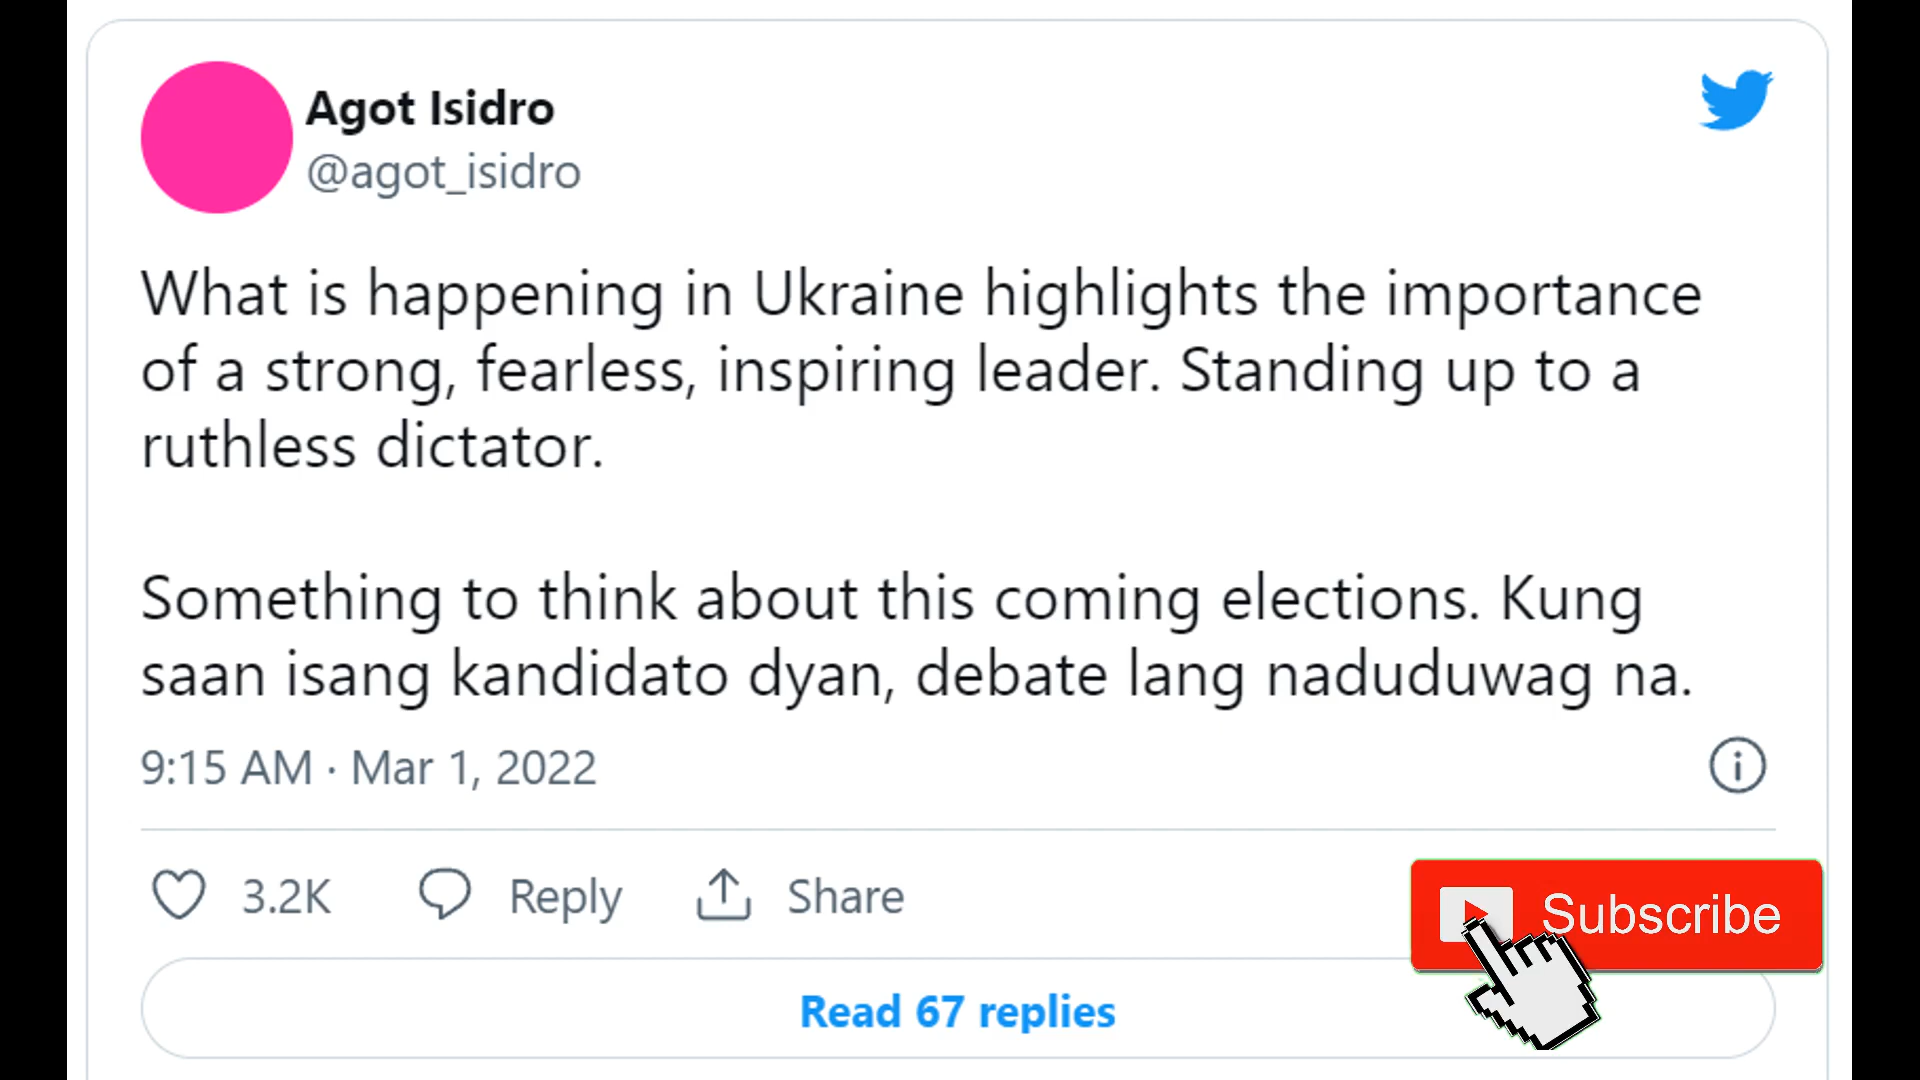 Agot Isidro
@agot_isidro
What is happening in Ukraine highlights the importance
of a strong, fearless, inspiring leader. Standing up to a
ruthless dictator.
Something to think about this coming elections. Kung
saan isang kandidato dyan, debate lang naduduwag na.
9:15 AM · Mar 1, 2022
3.2K Reply Share
Subscribe
Read 67 replies